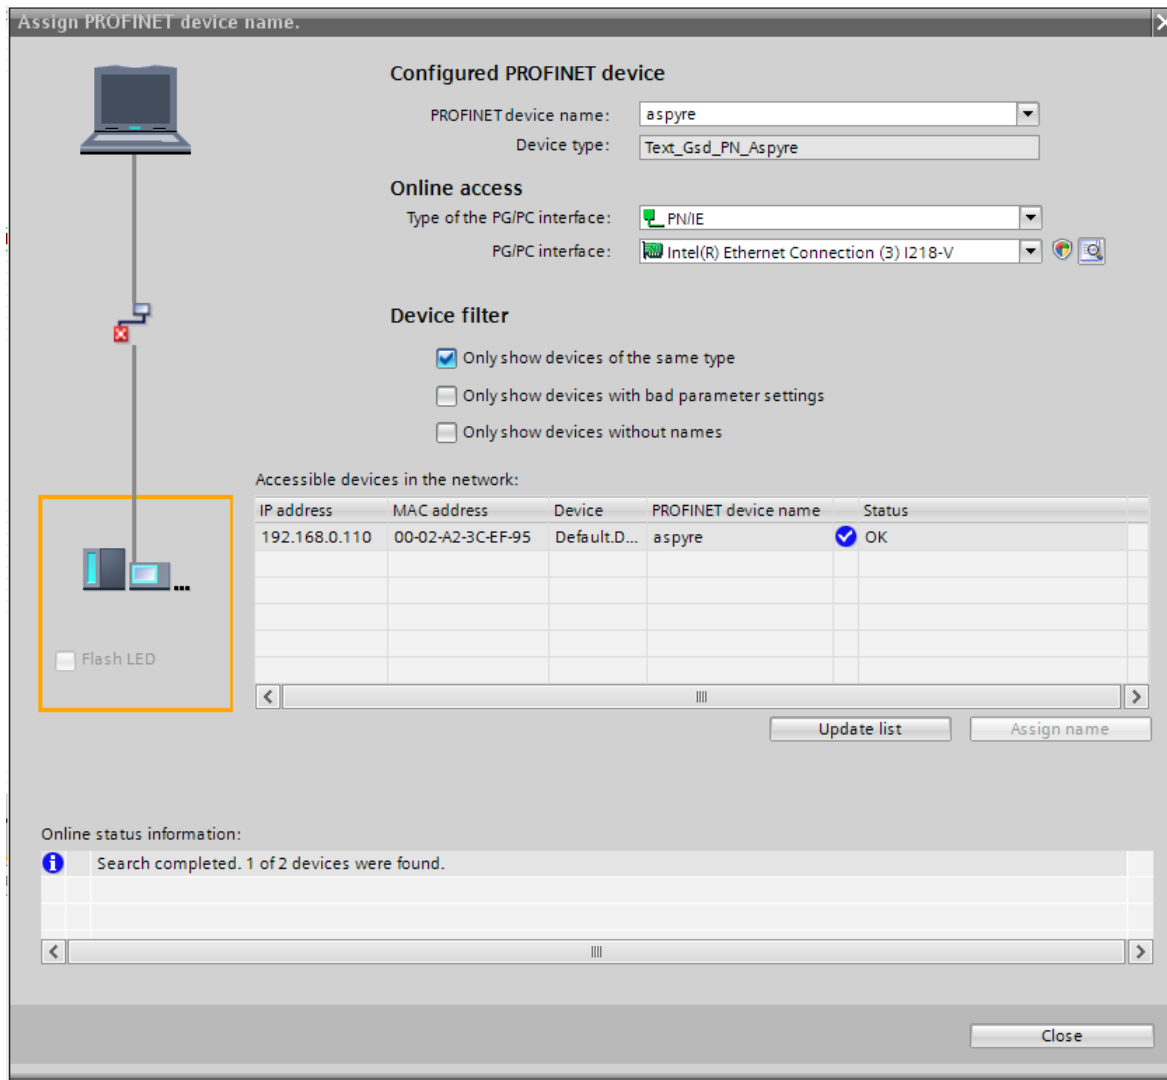 Assign PROFINET device name.
Configured PROFINET device
PROFINET device name: aspyre
Device type: Text_Gsd_PN_Aspyre
Online access
Type of the PG/PC interface: PN/IE
PG/PC interface: Intel(R) Ethernet Connection (3) I218-V
Device filter
Only show devices of the same type
Only show devices with bad parameter settings
Only show devices without names
Accessible devices in the network:
IP address MAC address Device PROFINET device name Status
192.168.0.110 00-02-A2-3C-EF-95 Default.D... aspyre OK
Flash LED
Update list Assign name
Online status information:
Search completed. 1 of 2 devices were found.
Close